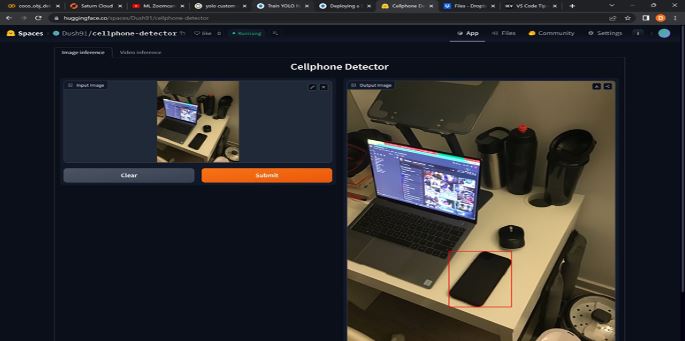 coco_obj_de
Saturn Cloud
ML Zoomcam
yolo custom
Train YOLO
Deploying a
Cellphone D
Files - Dropb
VS Code Tip
huggingface.co/spaces/Dush91/cellphone-detector
Spaces
Dush91/cellphone-detector
like 0
Running
App
Files
Community
Settings
Image inference
Video inference
Cellphone Detector
Input Image
Output Image
Clear
Submit